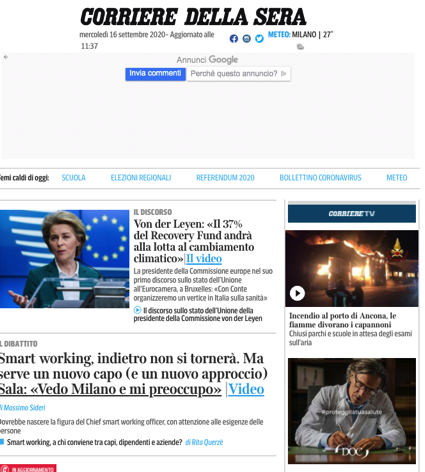 CORRIERE DELLA SERA
mercoledì 16 settembre 2020- Aggiornato alle
11:37
METEO: MILANO | 27°
Annunci Google
Invia commenti
Perché questo annuncio?
Temi caldi di oggi:
SCUOLA
ELEZIONI REGIONALI
REFERENDUM 2020
BOLLETTINO CORONAVIRUS
METEO
IL DISCORSO
Von der Leyen: «Il 37%
del Recovery Fund andrà
alla lotta al cambiamento
climatico»|Il video
La presidente della Commissione europea nel suo
primo discorso sullo stato dell'Unione
all'Eurocamera, a Bruxelles: «Con Conte
organizzeremo un vertice in Italia sulla sanità»
Il discorso sullo stato dell'Unione della
presidente della Commissione von der Leyen
IL DIBATTITO
Smart working, indietro non si tornerà. Ma
serve un nuovo capo (e un nuovo approccio)
Sala: «Vedo Milano e mi preoccupo» |Video
di Massimo Sideri
Dovrebbe nascere la figura del Chief smart working officer, con attenzione alle esigenze delle
persone
Smart working, a chi conviene tra capi, dipendenti e aziende? di Rita Querzè
IN AGGIORNAMENTO
CORRIERE TV
Incendio al porto di Ancona, le
fiamme divorano i capannoni
Chiusi parchi e scuole in attesa degli esami
sull'aria
#proteggilatuasalute
DOC